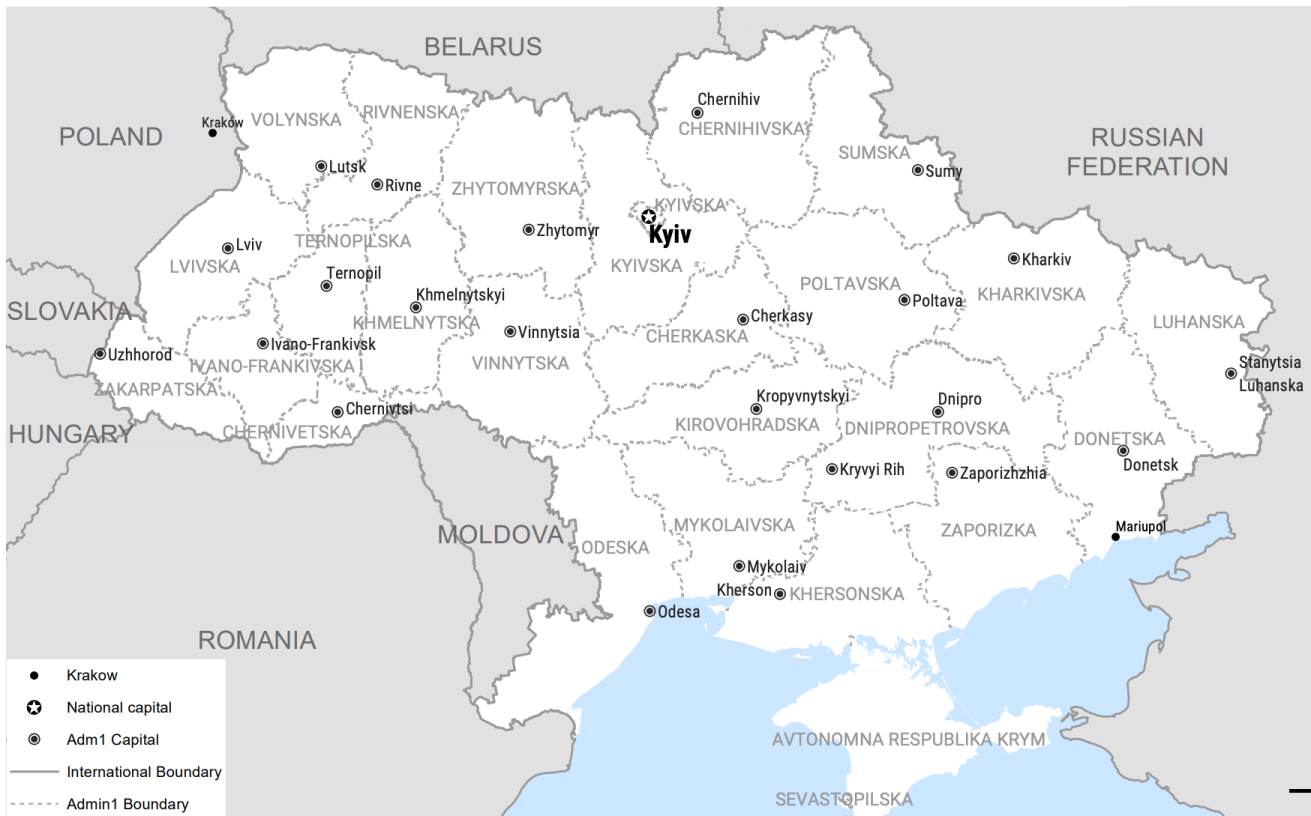 BELARUS
POLAND
RUSSIAN
FEDERATION
SLOVAKIA
HUNGARY
MOLDOVA
ROMANIA
Kraków
VOLYNSKA
RIVNENSKA
Chernihiv
CHERNIHIVSKA
SUMSKA
Sumy
Lutsk
Rivne
ZHYTOMYRSKA
KYIVSKA
Kyiv
KYIVSKA
Zhytomyr
Lviv
LVIVSKA
TERNOPILSKA
Ternopil
Khmelnytskyi
KHMELNYTSKA
Vinnytsia
VINNYTSKA
Cherkasy
CHERKASKA
POLTAVSKA
Poltava
Kharkiv
KHARKIVSKA
LUHANSKA
Stanytsia
Luhanska
Uzhhorod
ZAKARPATSKA
Ivano-Frankivsk
IVANO-FRANKIVSKA
Chernivtsi
CHERNIVETSKA
Kropyvnytskyi
KIROVOHRADSKA
Dnipro
DNIPROPETROVSKA
DONETSKA
Donetsk
Kryvyi Rih
Zaporizhzhia
ZAPORIZKA
Mariupol
MYKOLAIVSKA
ODESKA
Mykolaiv
Kherson
KHERSONSKA
Odesa
AVTONOMNA RESPUBLIKA KRYM
SEVASTOPILSKA
Krakow
National capital
Adm1 Capital
International Boundary
Admin1 Boundary